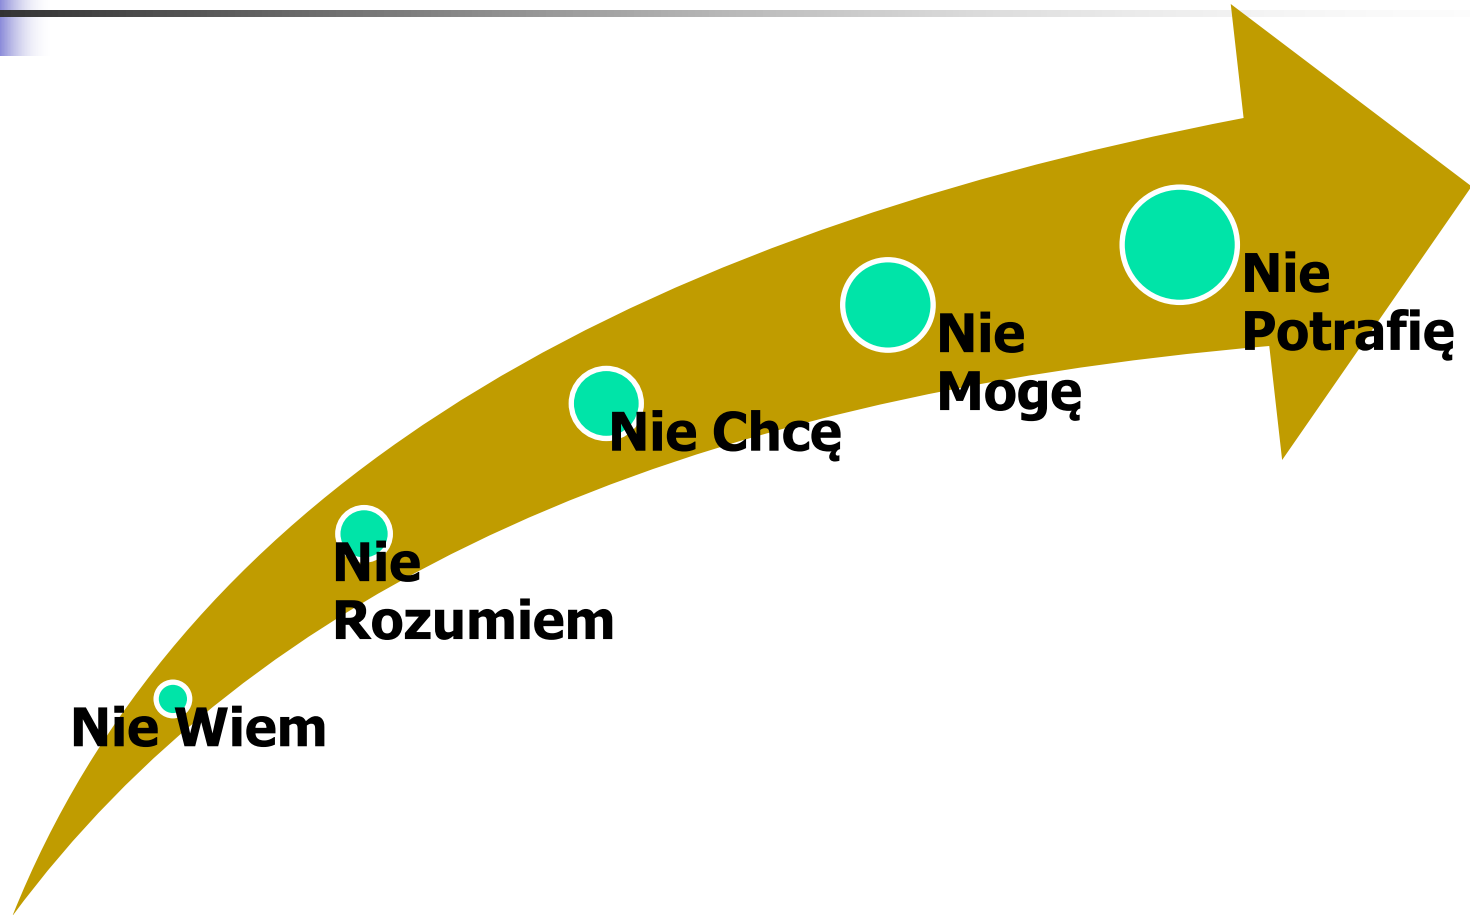 Nie Wiem
Nie
Rozumiem
Nie Chcę
Nie
Mogę
Nie
Potrafię